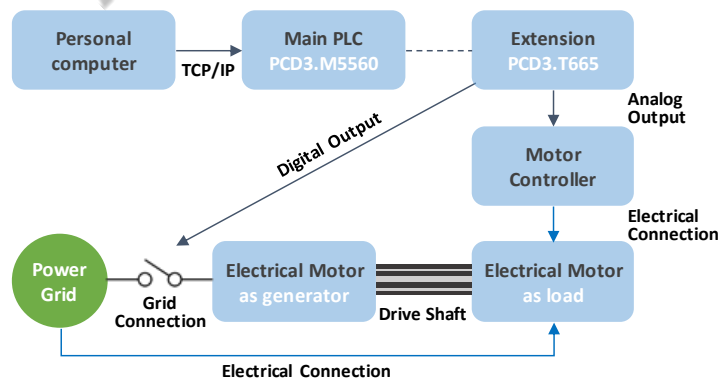 Personal
computer
TCP/IP
Main PLC
PCD3.M5560
Extension
PCD3.T665
Analog
Output
Digital Output
Motor
Controller
Electrical
Connection
Power
Grid
Grid
Connection
Electrical Motor
as generator
Drive Shaft
Electrical Motor
as load
Electrical Connection